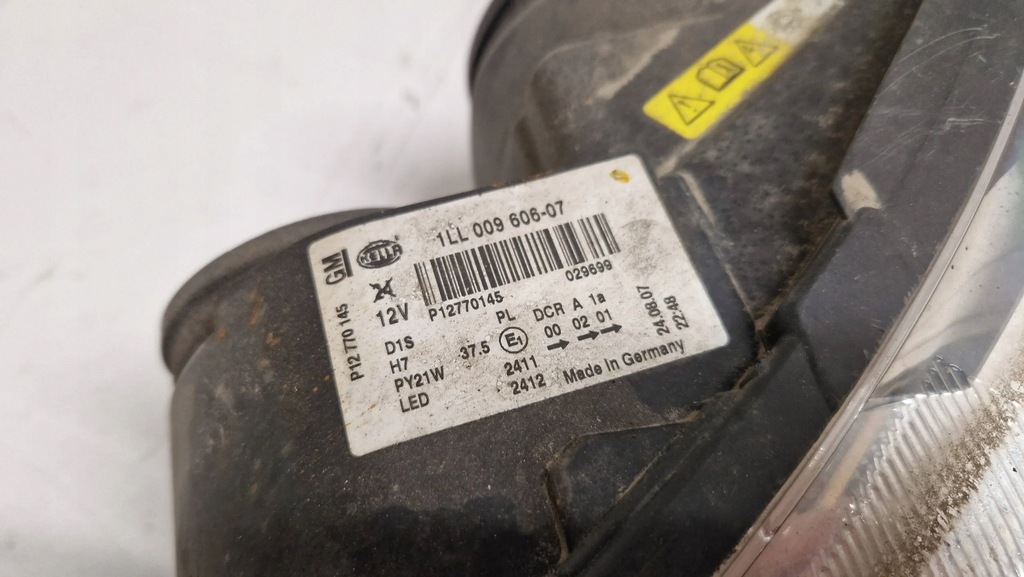 GM HELLA 1LL 009 606-07
P12 770 145
029699
12V P12770145
D1S PL DCR A 1a
H7 37.5 E1 00 02 01
PY21W 2411
LED 2412 Made in Germany
24.08.07
22:48